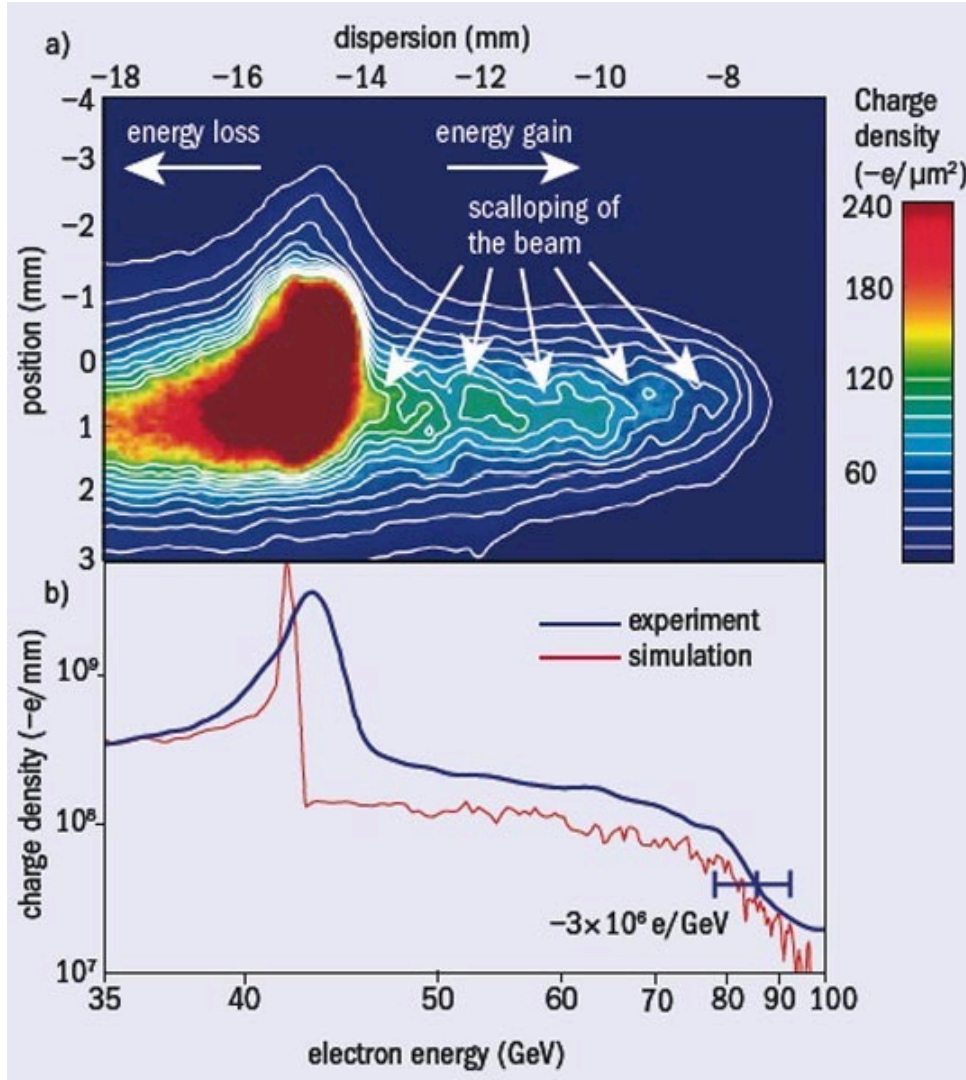 a)
dispersion (mm)
−18 −16 −14 −12 −10 −8
−4
−3
−2
−1
0
1
2
3
position (mm)
energy loss
energy gain
scalloping of
the beam
Charge
density
(−e/μm²)
240
180
120
60
b)
experiment
simulation
10⁹
10⁸
10⁷
charge density (−e/mm)
−3×10⁶ e/GeV
35 40 50 60 70 80 90 100
electron energy (GeV)